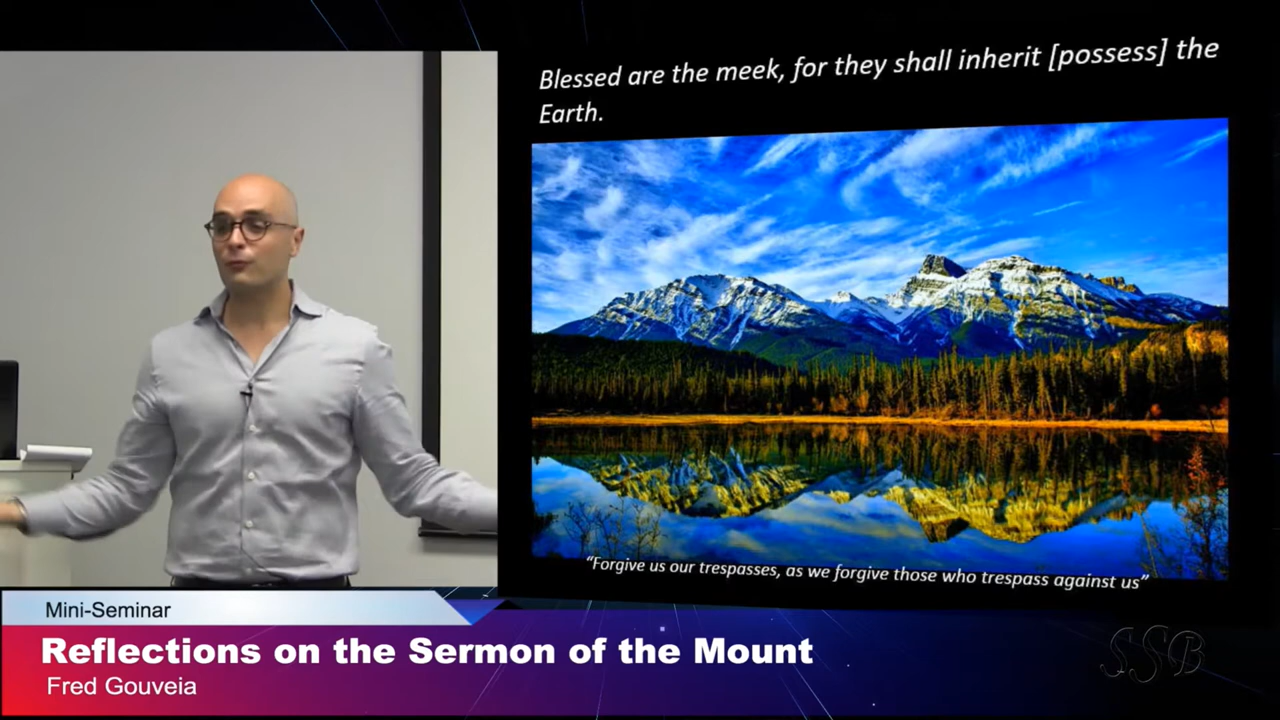 Blessed are the meek, for they shall inherit [possess] the
Earth.
“Forgive us our trespasses, as we forgive those who trespass against us”
Mini-Seminar
Reflections on the Sermon of the Mount
Fred Gouveia
SSB